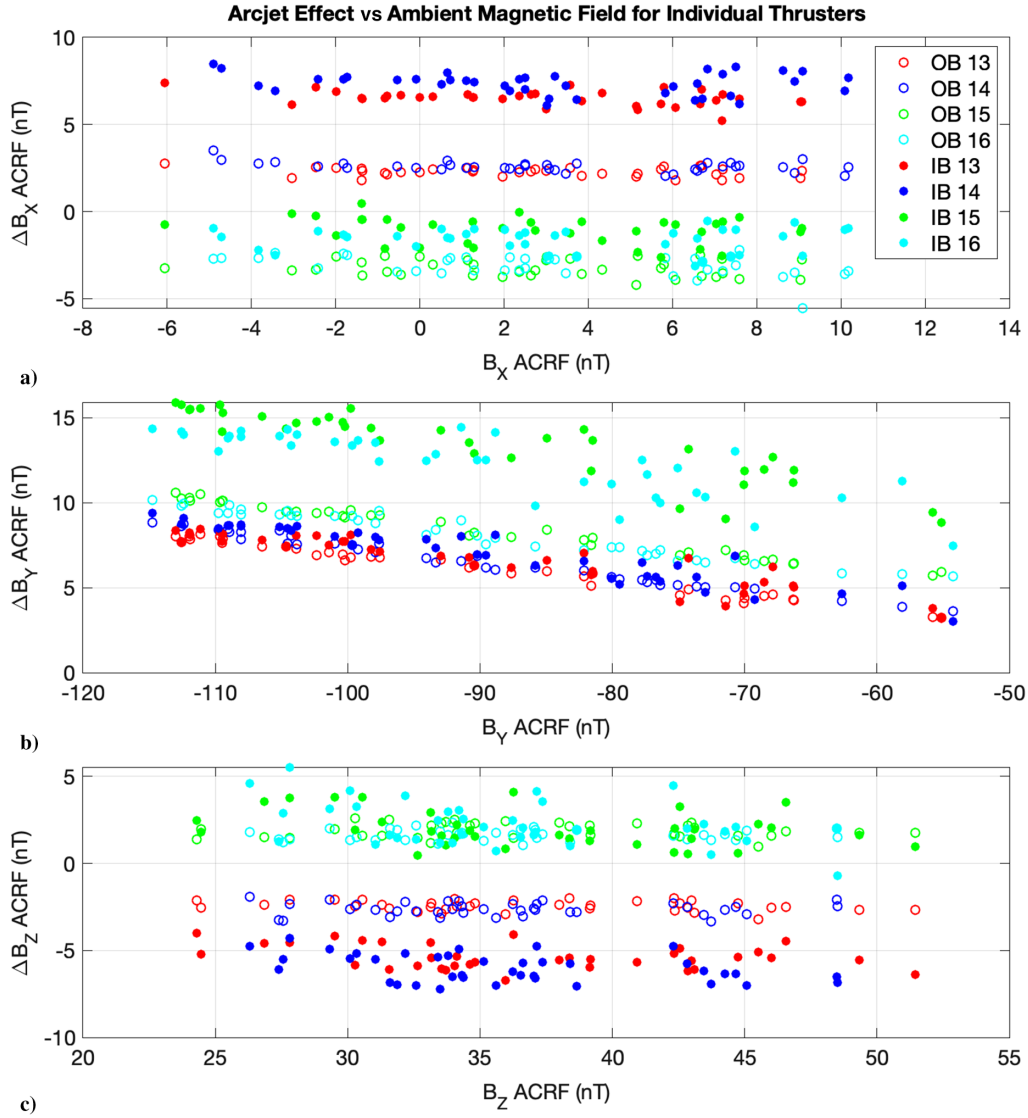 Arcjet Effect vs Ambient Magnetic Field for Individual Thrusters
10
5
0
-5
ΔB_X ACRF (nT)
OB 13
OB 14
OB 15
OB 16
IB 13
IB 14
IB 15
IB 16
-8 -6 -4 -2 0 2 4 6 8 10 12 14
B_X ACRF (nT)
a)
15
10
5
0
ΔB_Y ACRF (nT)
-120 -110 -100 -90 -80 -70 -60 -50
B_Y ACRF (nT)
b)
5
0
-5
-10
ΔB_Z ACRF (nT)
20 25 30 35 40 45 50 55
B_Z ACRF (nT)
c)